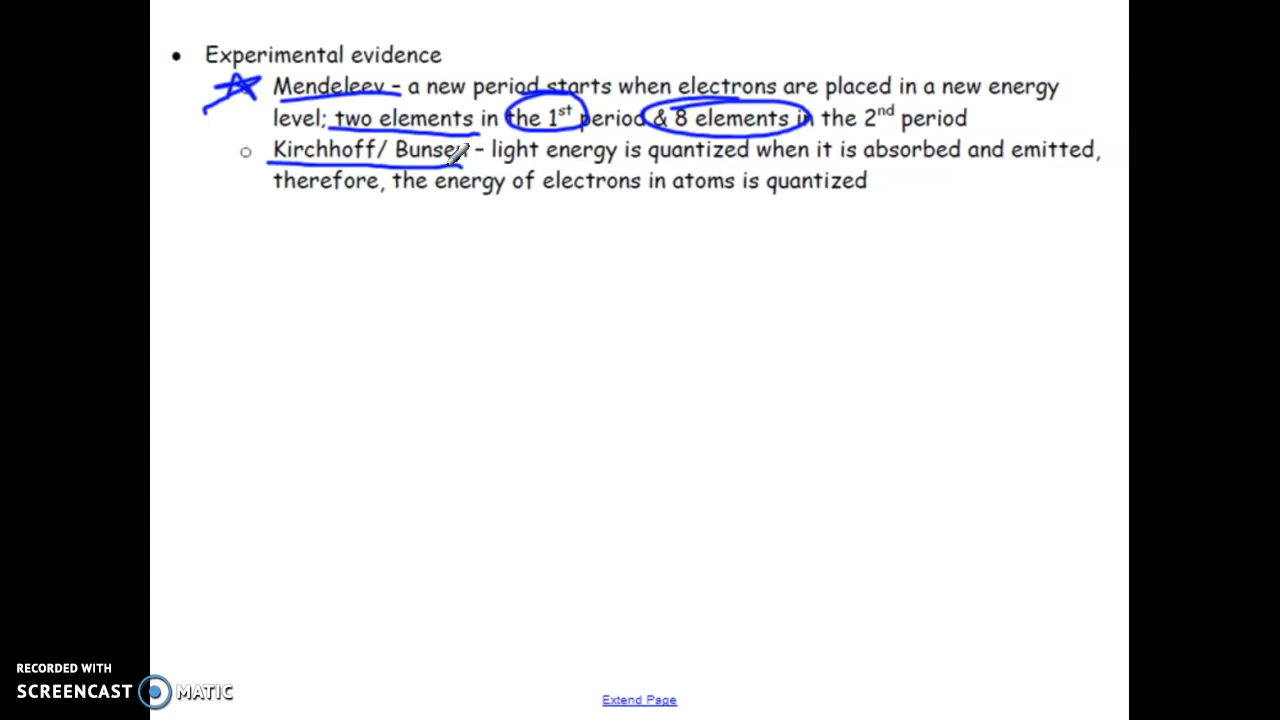 • Experimental evidence
Mendeleev – a new period starts when electrons are placed in a new energy
level; two elements in the 1st period & 8 elements in the 2nd period
○ Kirchhoff/ Bunsen – light energy is quantized when it is absorbed and emitted,
therefore, the energy of electrons in atoms is quantized
RECORDED WITH
SCREENCAST MATIC
Extend Page